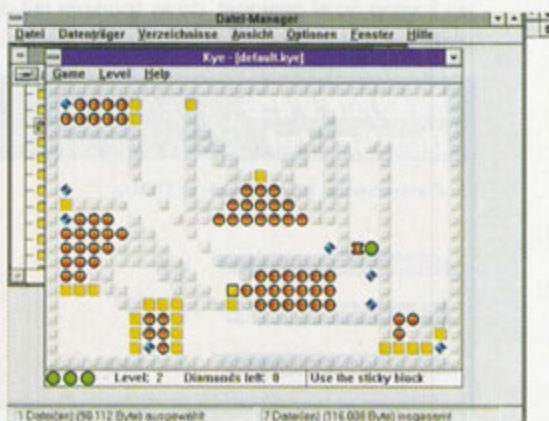 Datei-Manager
Datei Datenträger Verzeichnisse Ansicht Optionen Fenster Hilfe
Kye - [default.kye]
Game Level Help
Level: 2 Diamonds left: 8 Use the sticky block
1 Datei(en) (50 112 Byte) ausgewählt 7 Datei(en) (116.008 Byte) insgesamt